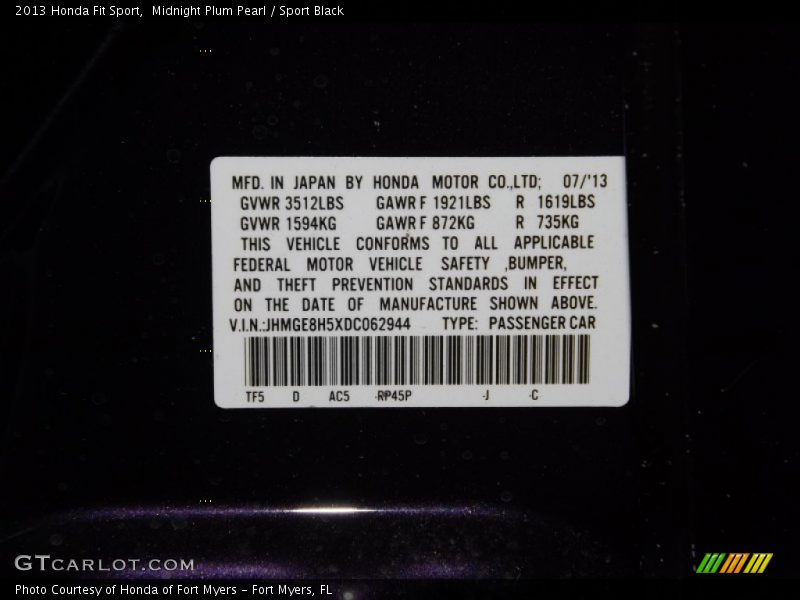 2013 Honda Fit Sport,  Midnight Plum Pearl / Sport Black
MFD. IN JAPAN BY HONDA MOTOR CO.,LTD; 07/'13
GVWR 3512LBS GAWR F 1921LBS R 1619LBS
GVWR 1594KG GAWR F 872KG R 735KG
THIS VEHICLE CONFORMS TO ALL APPLICABLE
FEDERAL MOTOR VEHICLE SAFETY ,BUMPER,
AND THEFT PREVENTION STANDARDS IN EFFECT
ON THE DATE OF MANUFACTURE SHOWN ABOVE.
V.I.N.:JHMGE8H5XDC062944 TYPE: PASSENGER CAR
TF5 D AC5 -RP45P -J -C
GTCARLOT.COM
Photo Courtesy of Honda of Fort Myers - Fort Myers, FL